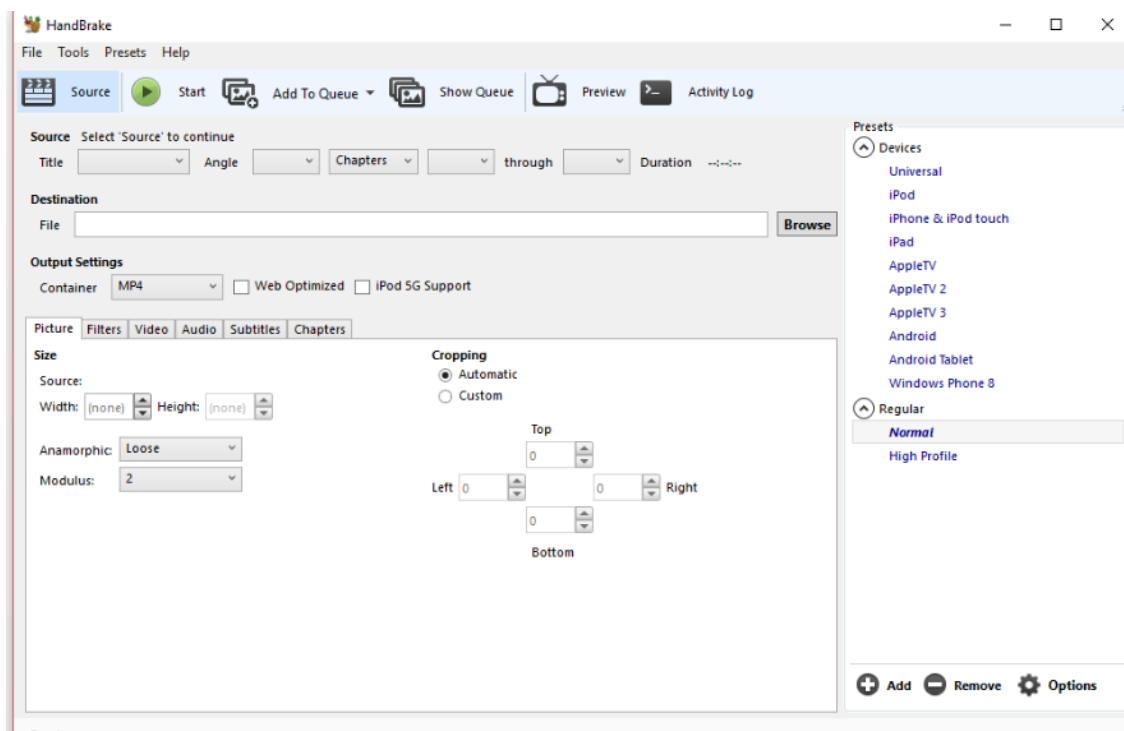 HandBrake
File Tools Presets Help
Source Start Add To Queue Show Queue Preview Activity Log
Source Select 'Source' to continue
Title Angle Chapters through Duration --:--:--
Destination
File Browse
Output Settings
Container MP4 Web Optimized iPod 5G Support
Picture Filters Video Audio Subtitles Chapters
Size
Source:
Width: (none) Height: (none)
Anamorphic: Loose
Modulus: 2
Cropping
Automatic
Custom
Top
0
Left 0 0 Right
0
Bottom
Presets
Devices
Universal
iPod
iPhone & iPod touch
iPad
AppleTV
AppleTV 2
AppleTV 3
Android
Android Tablet
Windows Phone 8
Regular
Normal
High Profile
Add Remove Options